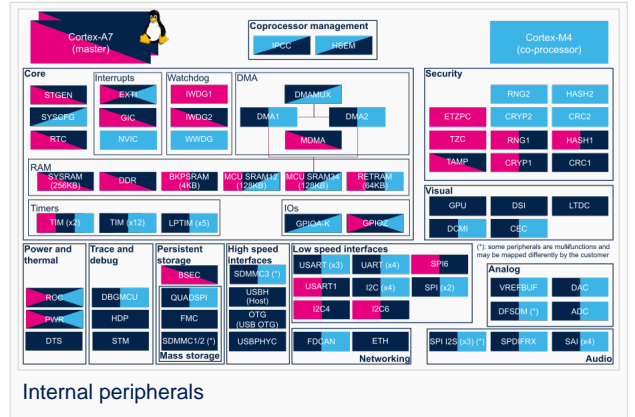 Cortex-A7
(master)
Coprocessor management
IPCC
HSEM
Cortex-M4
(co-processor)
Core
STGEN
SYSCFG
RTC
Interrupts
EXTI
GIC
NVIC
Watchdog
IWDG1
IWDG2
WWDG
DMA
DMAMUX
DMA1
DMA2
MDMA
Security
RNG2
HASH2
ETZPC
CRYP2
CRC2
TZC
RNG1
HASH1
TAMP
CRYP1
CRC1
RAM
SYSRAM
(256KB)
DDR
BKPSRAM
(4KB)
MCU SRAM12
(128KB)
MCU SRAM34
(128KB)
RETRAM
(64KB)
Visual
GPU
DSI
LTDC
DCMI
CEC
Timers
TIM (x2)
TIM (x12)
LPTIM (x5)
IOs
GPIOA-K
GPIOZ
(*): some peripherals are multifunctions and
may be mapped differently by the customer
Power and
thermal
ROC
PWR
DTS
Trace and
debug
DBGMCU
HDP
STM
Persistent
storage
BSEC
QUADSPI
FMC
SDMMC1/2 (*)
Mass storage
High speed
interfaces
SDMMC3 (*)
USBH
(Host)
OTG
(USB OTG)
USBPHYC
Low speed interfaces
USART (x3)
UART (x4)
SPI6
USART1
I2C (x4)
SPI (x2)
I2C4
I2C6
FDCAN
ETH
Networking
Analog
VREFBUF
DAC
DFSDM (*)
ADC
SPI I2S (x3) (*)
SPDIFRX
SAI (x4)
Audio
Internal peripherals